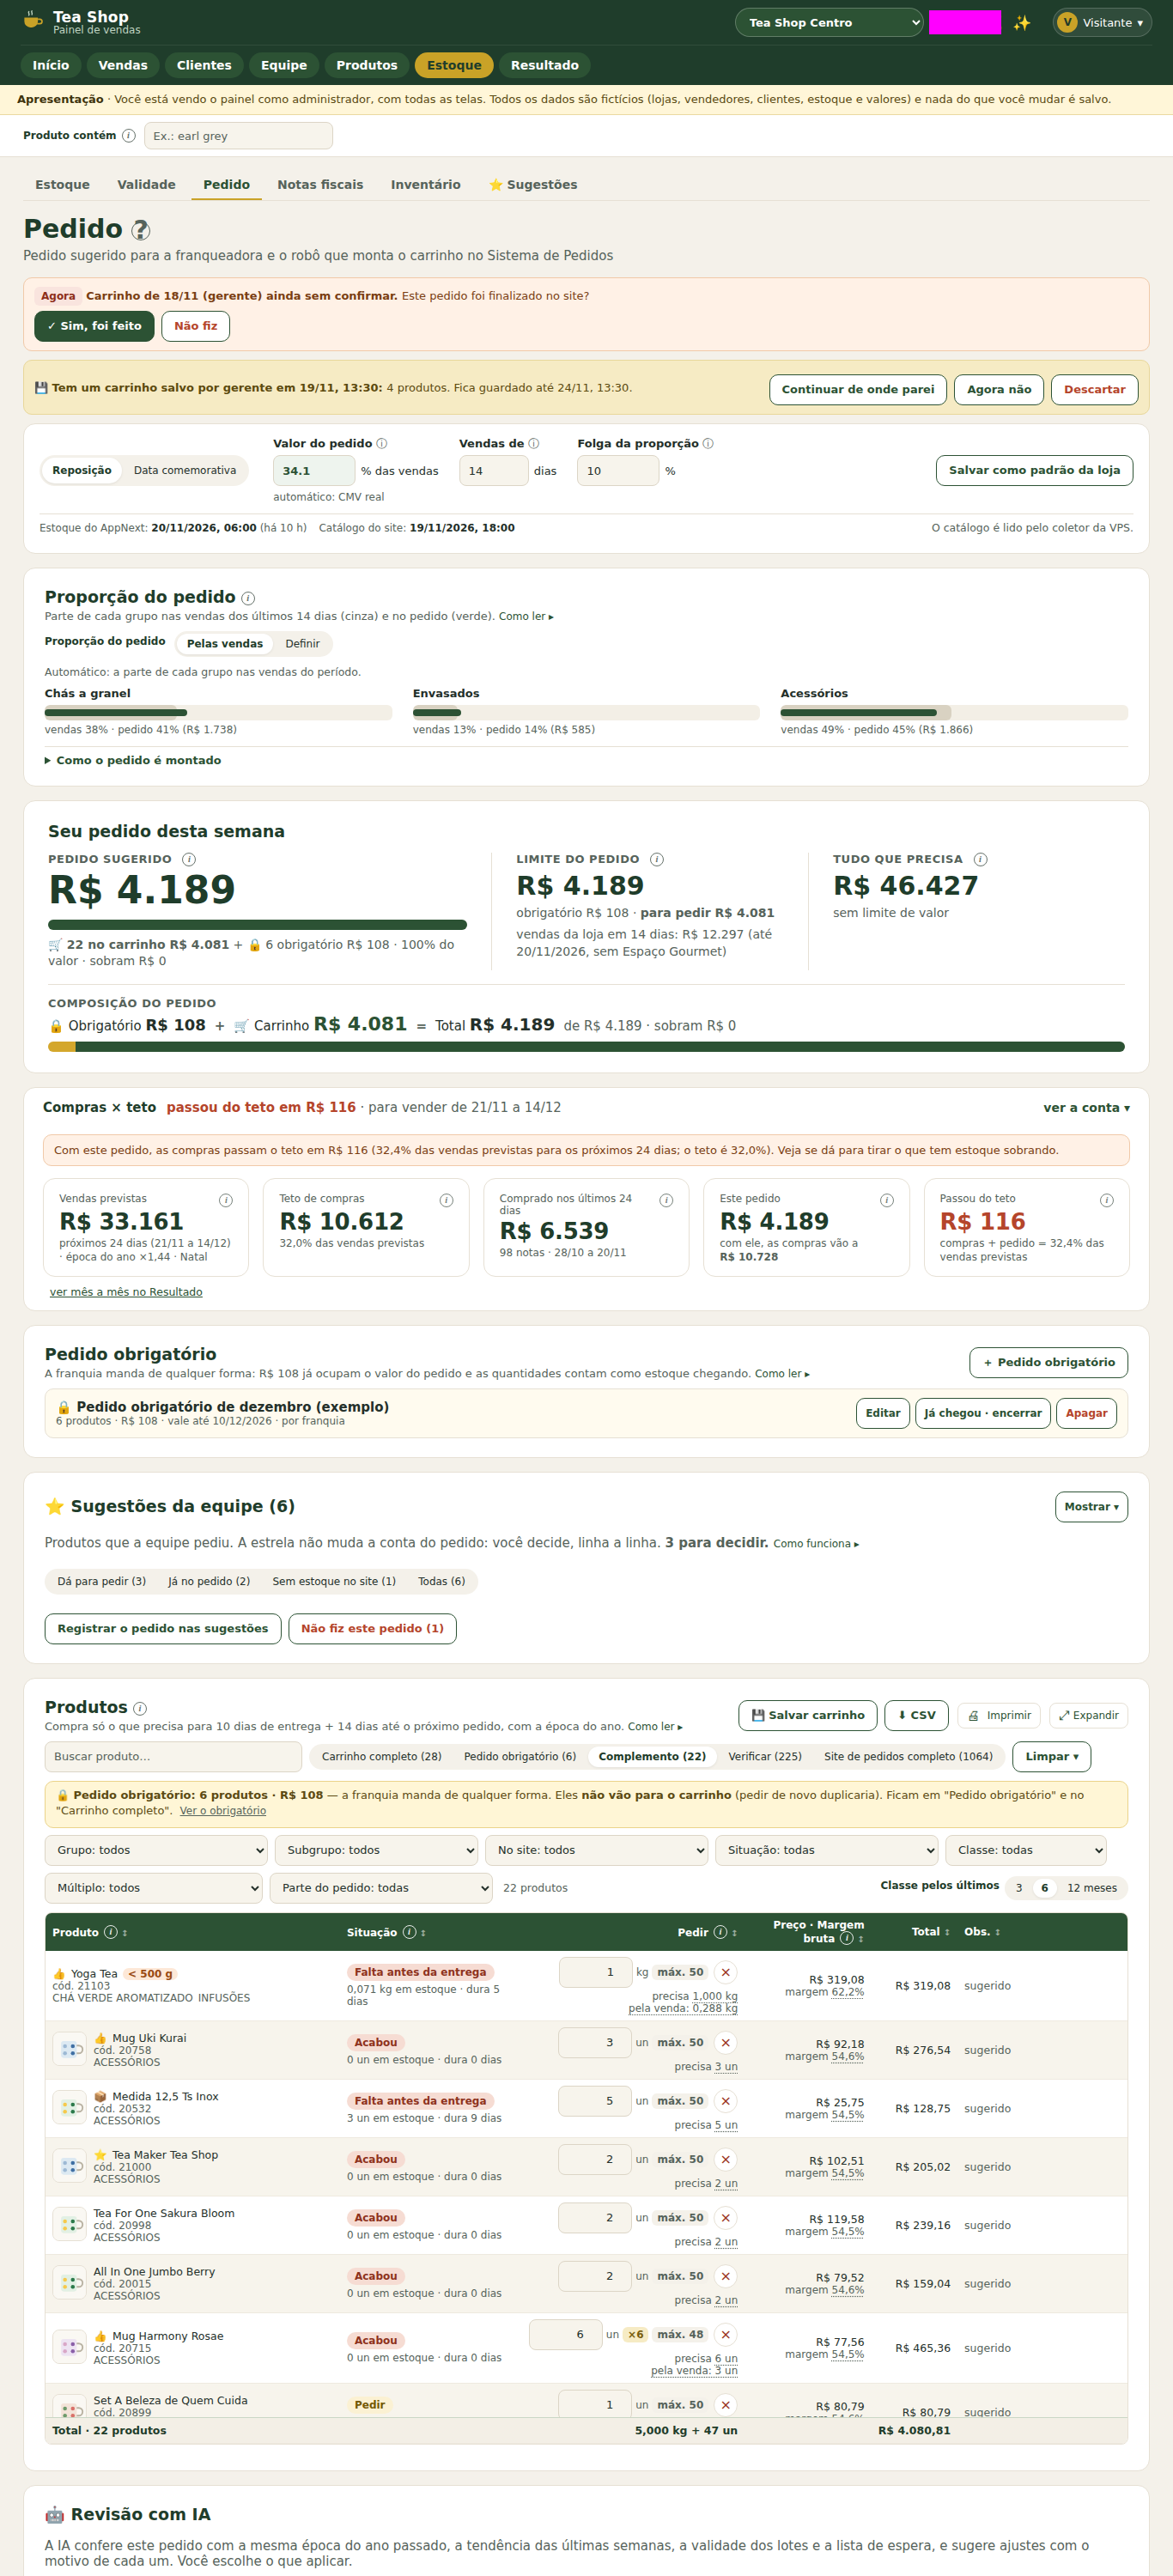 Tea Shop
Painel de vendas
Tea Shop Centro
V Visitante ▾
Início Vendas Clientes Equipe Produtos Estoque Resultado
Apresentação · Você está vendo o painel como administrador, com todas as telas. Todos os dados são fictícios (lojas, vendedores, clientes, estoque e valores) e nada do que você mudar é salvo.
Produto contém i Ex.: earl grey
Estoque Validade Pedido Notas fiscais Inventário ⭐ Sugestões
Pedido ?
Pedido sugerido para a franqueadora e o robô que monta o carrinho no Sistema de Pedidos
Agora Carrinho de 18/11 (gerente) ainda sem confirmar. Este pedido foi finalizado no site?
✓ Sim, foi feito Não fiz
💾 Tem um carrinho salvo por gerente em 19/11, 13:30: 4 produtos. Fica guardado até 24/11, 13:30.
Continuar de onde parei Agora não Descartar
Valor do pedido ⓘ Vendas de ⓘ Folga da proporção ⓘ
Reposição Data comemorativa 34.1 % das vendas 14 dias 10 % Salvar como padrão da loja
automático: CMV real
Estoque do AppNext: 20/11/2026, 06:00 (há 10 h) Catálogo do site: 19/11/2026, 18:00 O catálogo é lido pelo coletor da VPS.
Proporção do pedido i
Parte de cada grupo nas vendas dos últimos 14 dias (cinza) e no pedido (verde). Como ler ▸
Proporção do pedido Pelas vendas Definir
Automático: a parte de cada grupo nas vendas do período.
Chás a granel Envasados Acessórios
vendas 38% · pedido 41% (R$ 1.738) vendas 13% · pedido 14% (R$ 585) vendas 49% · pedido 45% (R$ 1.866)
▶ Como o pedido é montado
Seu pedido desta semana
PEDIDO SUGERIDO i LIMITE DO PEDIDO i TUDO QUE PRECISA i
R$ 4.189 R$ 4.189 R$ 46.427
obrigatório R$ 108 · para pedir R$ 4.081 sem limite de valor
vendas da loja em 14 dias: R$ 12.297 (até 20/11/2026, sem Espaço Gourmet)
🛒 22 no carrinho R$ 4.081 + 🔒 6 obrigatório R$ 108 · 100% do
valor · sobram R$ 0
COMPOSIÇÃO DO PEDIDO
🔒 Obrigatório R$ 108 + 🛒 Carrinho R$ 4.081 = Total R$ 4.189 de R$ 4.189 · sobram R$ 0
Compras × teto passou do teto em R$ 116 · para vender de 21/11 a 14/12 ver a conta ▾
Com este pedido, as compras passam o teto em R$ 116 (32,4% das vendas previstas para os próximos 24 dias; o teto é 32,0%). Veja se dá para tirar o que tem estoque sobrando.
Vendas previstas i
R$ 33.161
próximos 24 dias (21/11 a 14/12)
· época do ano ×1,44 · Natal
Teto de compras i
R$ 10.612
32,0% das vendas previstas
Comprado nos últimos 24
dias i
R$ 6.539
98 notas · 28/10 a 20/11
Este pedido i
R$ 4.189
com ele, as compras vão a
R$ 10.728
Passou do teto i
R$ 116
compras + pedido = 32,4% das
vendas previstas
ver mês a mês no Resultado
Pedido obrigatório
A franquia manda de qualquer forma: R$ 108 já ocupam o valor do pedido e as quantidades contam como estoque chegando. Como ler ▸
+ Pedido obrigatório
🔒 Pedido obrigatório de dezembro (exemplo)
6 produtos · R$ 108 · vale até 10/12/2026 · por franquia
Editar Já chegou · encerrar Apagar
⭐ Sugestões da equipe (6) Mostrar ▾
Produtos que a equipe pediu. A estrela não muda a conta do pedido: você decide, linha a linha. 3 para decidir. Como funciona ▸
Dá para pedir (3) Já no pedido (2) Sem estoque no site (1) Todas (6)
Registrar o pedido nas sugestões Não fiz este pedido (1)
Produtos i
Compra só o que precisa para 10 dias de entrega + 14 dias até o próximo pedido, com a época do ano. Como ler ▸
💾 Salvar carrinho ⬇ CSV 🖨 Imprimir ⤢ Expandir
Buscar produto… Carrinho completo (28) Pedido obrigatório (6) Complemento (22) Verificar (225) Site de pedidos completo (1064) Limpar ▾
🔒 Pedido obrigatório: 6 produtos · R$ 108 — a franquia manda de qualquer forma. Eles não vão para o carrinho (pedir de novo duplicaria). Ficam em "Pedido obrigatório" e no
"Carrinho completo". Ver o obrigatório
Grupo: todos Subgrupo: todos No site: todos Situação: todas Classe: todas
Múltiplo: todos Parte do pedido: todas 22 produtos Classe pelos últimos 3 6 12 meses
Produto i ↕ Situação i ↕ Pedir i ↕ Preço · Margem bruta i ↕ Total ↕ Obs. ↕
👍 Yoga Tea < 500 g
cód. 21103
CHÁ VERDE AROMATIZADO INFUSÕES
Falta antes da entrega
0,071 kg em estoque · dura 5
dias
1 kg máx. 50 ✕
precisa 1,000 kg
pela venda: 0,288 kg
R$ 319,08
margem 62,2%
R$ 319,08 sugerido
👍 Mug Uki Kurai
cód. 20758
ACESSÓRIOS
Acabou
0 un em estoque · dura 0 dias
3 un máx. 50 ✕
precisa 3 un
R$ 92,18
margem 54,6%
R$ 276,54 sugerido
📦 Medida 12,5 Ts Inox
cód. 20532
ACESSÓRIOS
Falta antes da entrega
3 un em estoque · dura 9 dias
5 un máx. 50 ✕
precisa 5 un
R$ 25,75
margem 54,5%
R$ 128,75 sugerido
⭐ Tea Maker Tea Shop
cód. 21000
ACESSÓRIOS
Acabou
0 un em estoque · dura 0 dias
2 un máx. 50 ✕
precisa 2 un
R$ 102,51
margem 54,5%
R$ 205,02 sugerido
Tea For One Sakura Bloom
cód. 20998
ACESSÓRIOS
Acabou
0 un em estoque · dura 0 dias
2 un máx. 50 ✕
precisa 2 un
R$ 119,58
margem 54,5%
R$ 239,16 sugerido
All In One Jumbo Berry
cód. 20015
ACESSÓRIOS
Acabou
0 un em estoque · dura 0 dias
2 un máx. 50 ✕
precisa 2 un
R$ 79,52
margem 54,6%
R$ 159,04 sugerido
👍 Mug Harmony Rosae
cód. 20715
ACESSÓRIOS
Acabou
0 un em estoque · dura 0 dias
6 un ×6 máx. 48 ✕
precisa 6 un
pela venda: 3 un
R$ 77,56
margem 54,5%
R$ 465,36 sugerido
Set A Beleza de Quem Cuida
cód. 20899
Pedir
1 un máx. 50 ✕
R$ 80,79
R$ 80,79 sugerido
Total · 22 produtos 5,000 kg + 47 un R$ 4.080,81
🤖 Revisão com IA
A IA confere este pedido com a mesma época do ano passado, a tendência das últimas semanas, a validade dos lotes e a lista de espera, e sugere ajustes com o
motivo de cada um. Você escolhe o que aplicar.